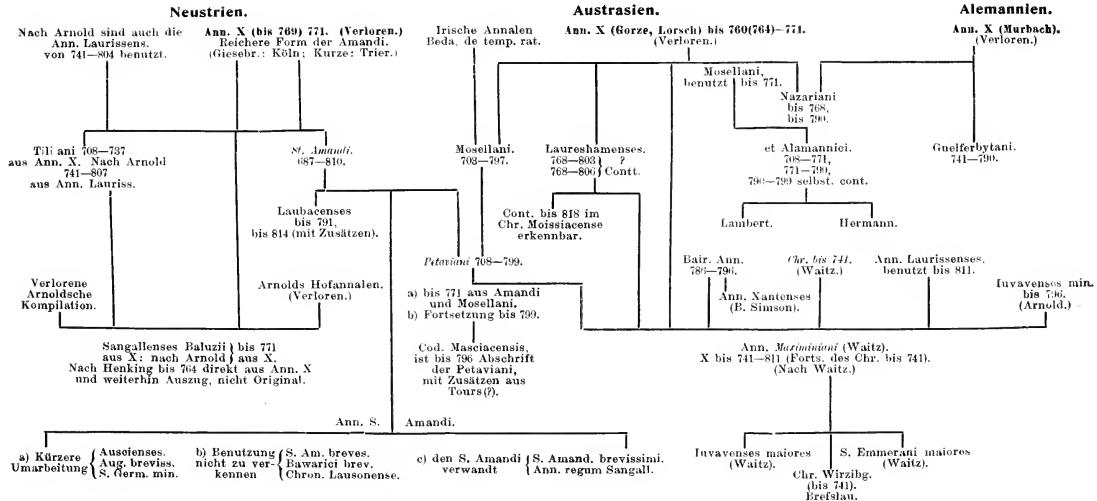 Neustrien.
Nach Arnold sind auch die
Ann. Laurissens.
von 741—804 benutzt.
Ann. X (bis 769) 771. (Verloren.)
Reichere Form der Amandi.
(Giesebr.: Köln; Kurze: Trier.)
Tiliani 708—737
aus Ann. X. Nach Arnold
741—807
aus Ann. Lauriss.
St. Amandi.
687—810.
Laubacenses
bis 791,
bis 814 (mit Zusätzen).
Verlorene
Arnoldsche
Kompilation.
Arnolds Hofannalen.
(Verloren.)
Sangallenses Baluzii } bis 771
aus X: nach Arnold } aus X.
Nach Henking bis 764 direkt aus Ann. X
und weiterhin Auszug, nicht Original.
Austrasien.
Irische Annalen
Beda, de temp. rat.
Ann. X (Gorze, Lorsch) bis 760(764)—771.
(Verloren.)
Mosellani,
benutzt bis 771.
Mosellani.
703—797.
Laureshamenses.
768—803 } ?
768—806 } Contt.
Cont. bis 818 im
Chr. Moissiacense
erkennbar.
Petaviani 708—799.
a) bis 771 aus Amandi
und Mosellani.
b) Fortsetzung bis 799.
Cod. Masciacensis,
ist bis 796 Abschrift
der Petaviani,
mit Zusätzen aus
Tours(?).
Alemannien.
Ann. X (Murbach).
(Verloren.)
Nazariani
bis 768,
bis 790.
et Alamannici.
708—771,
771—790,
790—799 selbst. cont.
Guelferbytani.
741—790.
Lambert.
Hermann.
Bair. Ann.
786—796.
Ann. Xantenses
(B. Simson).
Chr. bis 741.
(Waitz.)
Ann. Laurissenses,
benutzt bis 811.
Iuvavenses min.
bis 796.
(Arnold.)
Ann. Maximiniani (Waitz).
X bis 741—811 (Forts. des Chr. bis 741).
(Nach Waitz.)
Ann. S. Amandi.
a) Kürzere
Umarbeitung
Auscienses.
Aug. breviss.
S. Germ. min.
b) Benutzung
nicht zu ver-
kennen
S. Am. breves.
Bawarici brev.
Chron. Lausonense.
c) den S. Amandi
verwandt
S. Amand. brevissimi.
Ann. regum Sangall.
Iuvavenses maiores
(Waitz).
S. Emmerani maiores
(Waitz).
Chr. Wirzibg.
(bis 741).
Brefslau.